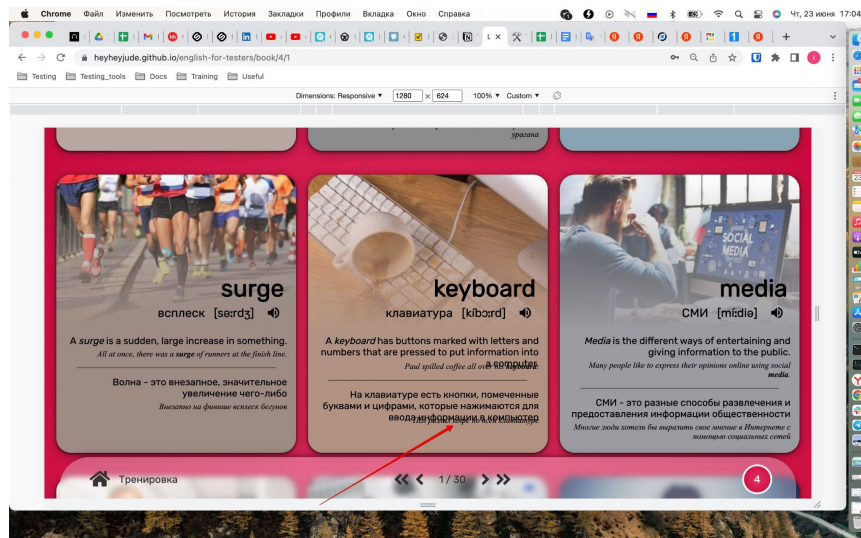 Chrome Файл Изменить Посмотреть История Закладки Профили Вкладка Окно Справка Чт, 23 июня 17:04
heyheyjude.github.io/english-for-testers/book/4/1
Testing Testing_tools Docs Training Useful
Dimensions: Responsive 1280 x 624 100% Custom
урагана
surge
всплеск [sə:rdʒ]
A surge is a sudden, large increase in something.
All at once, there was a surge of runners at the finish line.
Волна - это внезапное, значительное
увеличение чего-либо
Внезапно на финише всплеск бегунов
keyboard
клавиатура [kíbɔ:rd]
A keyboard has buttons marked with letters and
numbers that are pressed to put information into
a computer.
Paul spilled coffee all over his keyboard.
На клавиатуре есть кнопки, помеченные
буквами и цифрами, которые нажимаются для
ввода информации в компьютер
SOCIAL
MEDIA
media
СМИ [mí:diə]
Media is the different ways of entertaining and
giving information to the public.
Many people like to express their opinions online using social
media.
СМИ - это разные способы развлечения и
предоставления информации общественности
Многие люди хотели бы выразить свое мнение в Интернете с
помощью социальных сетей
Тренировка 1 / 30 4